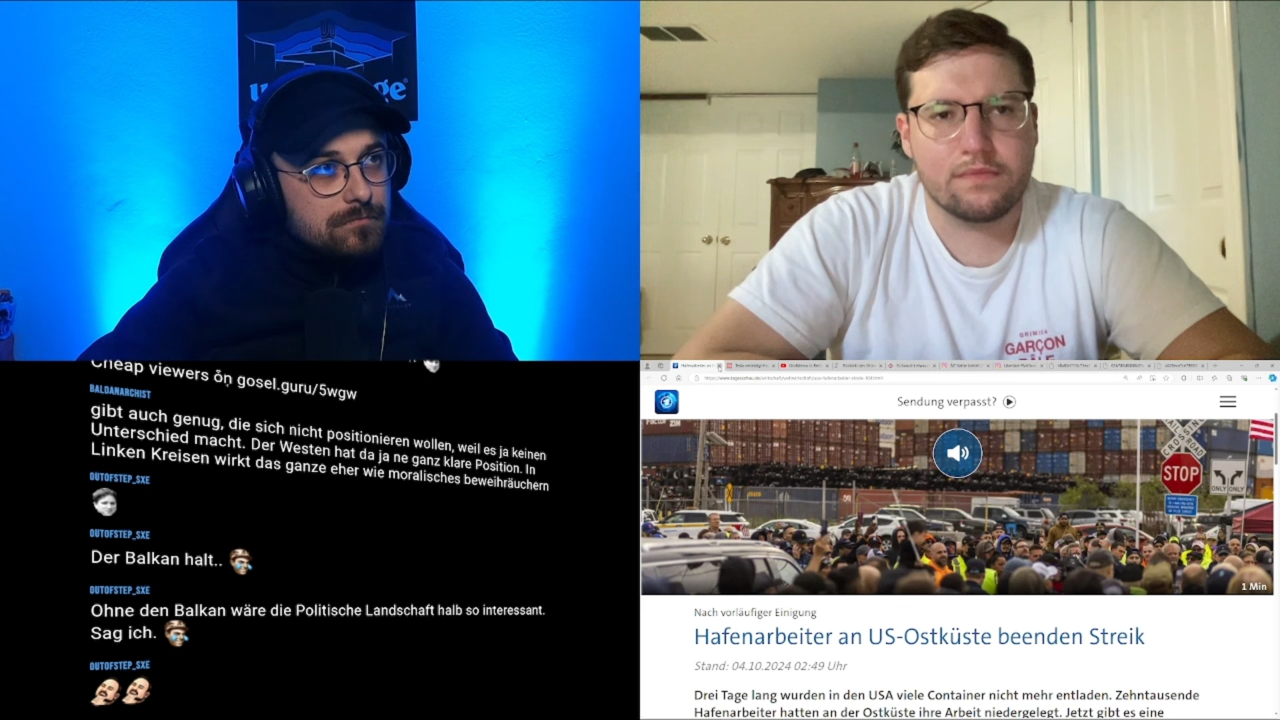 GARÇON
Cheap viewers ỏņ gosel.guru/5wgw
BALDANARCHIST
gibt auch genug, die sich nicht positionieren wollen, weil es ja keinen
Unterschied macht. Der Westen hat da ja ne ganz klare Position. In
Linken Kreisen wirkt das ganze eher wie moralisches beweihräuchern
OUTOFSTEP_SXE
OUTOFSTEP_SXE
Der Balkan halt..
OUTOFSTEP_SXE
Ohne den Balkan wäre die Politische Landschaft halb so interessant.
Sag ich.
OUTOFSTEP_SXE
Sendung verpasst?
CROSSING
STOP
ONLY ONLY
1 Min
Nach vorläufiger Einigung
Hafenarbeiter an US-Ostküste beenden Streik
Stand: 04.10.2024 02:49 Uhr
Drei Tage lang wurden in den USA viele Container nicht mehr entladen. Zehntausende
Hafenarbeiter hatten an der Ostküste ihre Arbeit niedergelegt. Jetzt gibt es eine